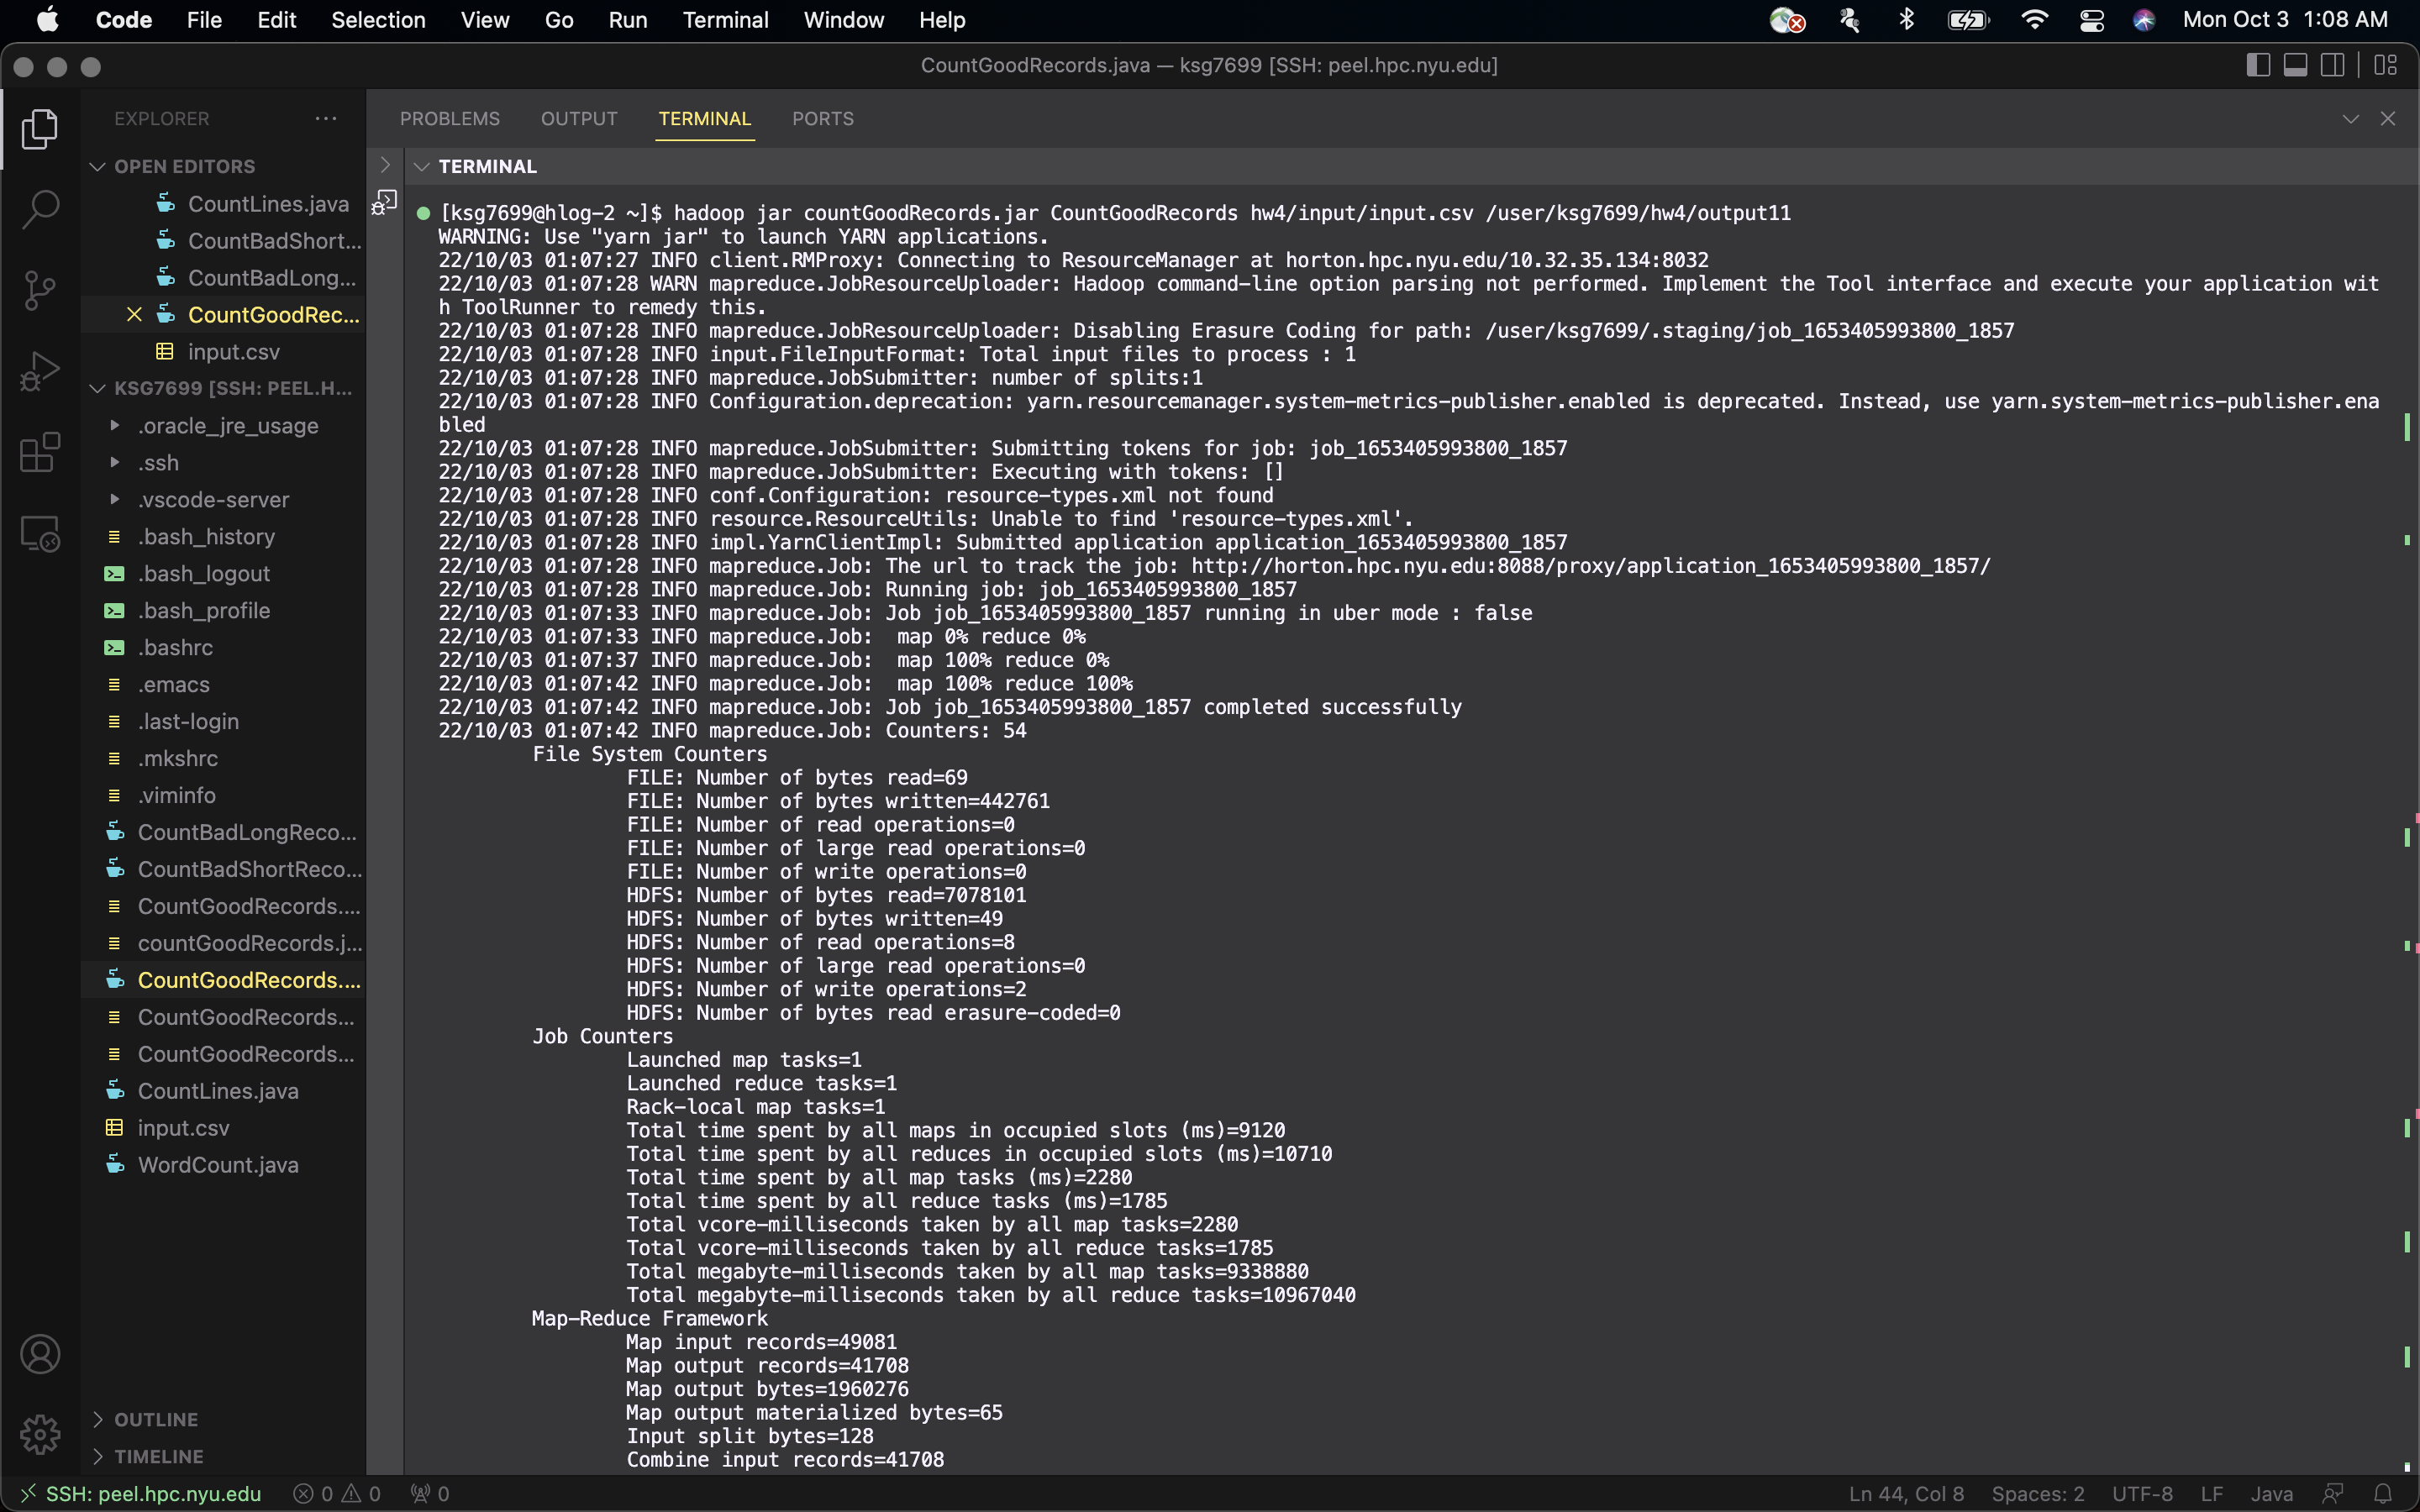 Code File Edit Selection View Go Run Terminal Window Help Mon Oct 3 1:08 AM
CountGoodRecords.java — ksg7699 [SSH: peel.hpc.nyu.edu]
EXPLORER ...
OPEN EDITORS
CountLines.java
CountBadShort...
CountBadLong...
CountGoodRec...
input.csv
KSG7699 [SSH: PEEL.H...
.oracle_jre_usage
.ssh
.vscode-server
.bash_history
.bash_logout
.bash_profile
.bashrc
.emacs
.last-login
.mkshrc
.viminfo
CountBadLongReco...
CountBadShortReco...
CountGoodRecords....
countGoodRecords.j...
CountGoodRecords....
CountGoodRecords...
CountGoodRecords...
CountLines.java
input.csv
WordCount.java
OUTLINE
TIMELINE
PROBLEMS OUTPUT TERMINAL PORTS
TERMINAL
[ksg7699@hlog-2 ~]$ hadoop jar countGoodRecords.jar CountGoodRecords hw4/input/input.csv /user/ksg7699/hw4/output11
WARNING: Use "yarn jar" to launch YARN applications.
22/10/03 01:07:27 INFO client.RMProxy: Connecting to ResourceManager at horton.hpc.nyu.edu/10.32.35.134:8032
22/10/03 01:07:28 WARN mapreduce.JobResourceUploader: Hadoop command-line option parsing not performed. Implement the Tool interface and execute your application wit
h ToolRunner to remedy this.
22/10/03 01:07:28 INFO mapreduce.JobResourceUploader: Disabling Erasure Coding for path: /user/ksg7699/.staging/job_1653405993800_1857
22/10/03 01:07:28 INFO input.FileInputFormat: Total input files to process : 1
22/10/03 01:07:28 INFO mapreduce.JobSubmitter: number of splits:1
22/10/03 01:07:28 INFO Configuration.deprecation: yarn.resourcemanager.system-metrics-publisher.enabled is deprecated. Instead, use yarn.system-metrics-publisher.ena
bled
22/10/03 01:07:28 INFO mapreduce.JobSubmitter: Submitting tokens for job: job_1653405993800_1857
22/10/03 01:07:28 INFO mapreduce.JobSubmitter: Executing with tokens: []
22/10/03 01:07:28 INFO conf.Configuration: resource-types.xml not found
22/10/03 01:07:28 INFO resource.ResourceUtils: Unable to find 'resource-types.xml'.
22/10/03 01:07:28 INFO impl.YarnClientImpl: Submitted application application_1653405993800_1857
22/10/03 01:07:28 INFO mapreduce.Job: The url to track the job: http://horton.hpc.nyu.edu:8088/proxy/application_1653405993800_1857/
22/10/03 01:07:28 INFO mapreduce.Job: Running job: job_1653405993800_1857
22/10/03 01:07:33 INFO mapreduce.Job: Job job_1653405993800_1857 running in uber mode : false
22/10/03 01:07:33 INFO mapreduce.Job:  map 0% reduce 0%
22/10/03 01:07:37 INFO mapreduce.Job:  map 100% reduce 0%
22/10/03 01:07:42 INFO mapreduce.Job:  map 100% reduce 100%
22/10/03 01:07:42 INFO mapreduce.Job: Job job_1653405993800_1857 completed successfully
22/10/03 01:07:42 INFO mapreduce.Job: Counters: 54
File System Counters
FILE: Number of bytes read=69
FILE: Number of bytes written=442761
FILE: Number of read operations=0
FILE: Number of large read operations=0
FILE: Number of write operations=0
HDFS: Number of bytes read=7078101
HDFS: Number of bytes written=49
HDFS: Number of read operations=8
HDFS: Number of large read operations=0
HDFS: Number of write operations=2
HDFS: Number of bytes read erasure-coded=0
Job Counters
Launched map tasks=1
Launched reduce tasks=1
Rack-local map tasks=1
Total time spent by all maps in occupied slots (ms)=9120
Total time spent by all reduces in occupied slots (ms)=10710
Total time spent by all map tasks (ms)=2280
Total time spent by all reduce tasks (ms)=1785
Total vcore-milliseconds taken by all map tasks=2280
Total vcore-milliseconds taken by all reduce tasks=1785
Total megabyte-milliseconds taken by all map tasks=9338880
Total megabyte-milliseconds taken by all reduce tasks=10967040
Map-Reduce Framework
Map input records=49081
Map output records=41708
Map output bytes=1960276
Map output materialized bytes=65
Input split bytes=128
Combine input records=41708
SSH: peel.hpc.nyu.edu 0 0 0 Ln 44, Col 8 Spaces: 2 UTF-8 LF Java